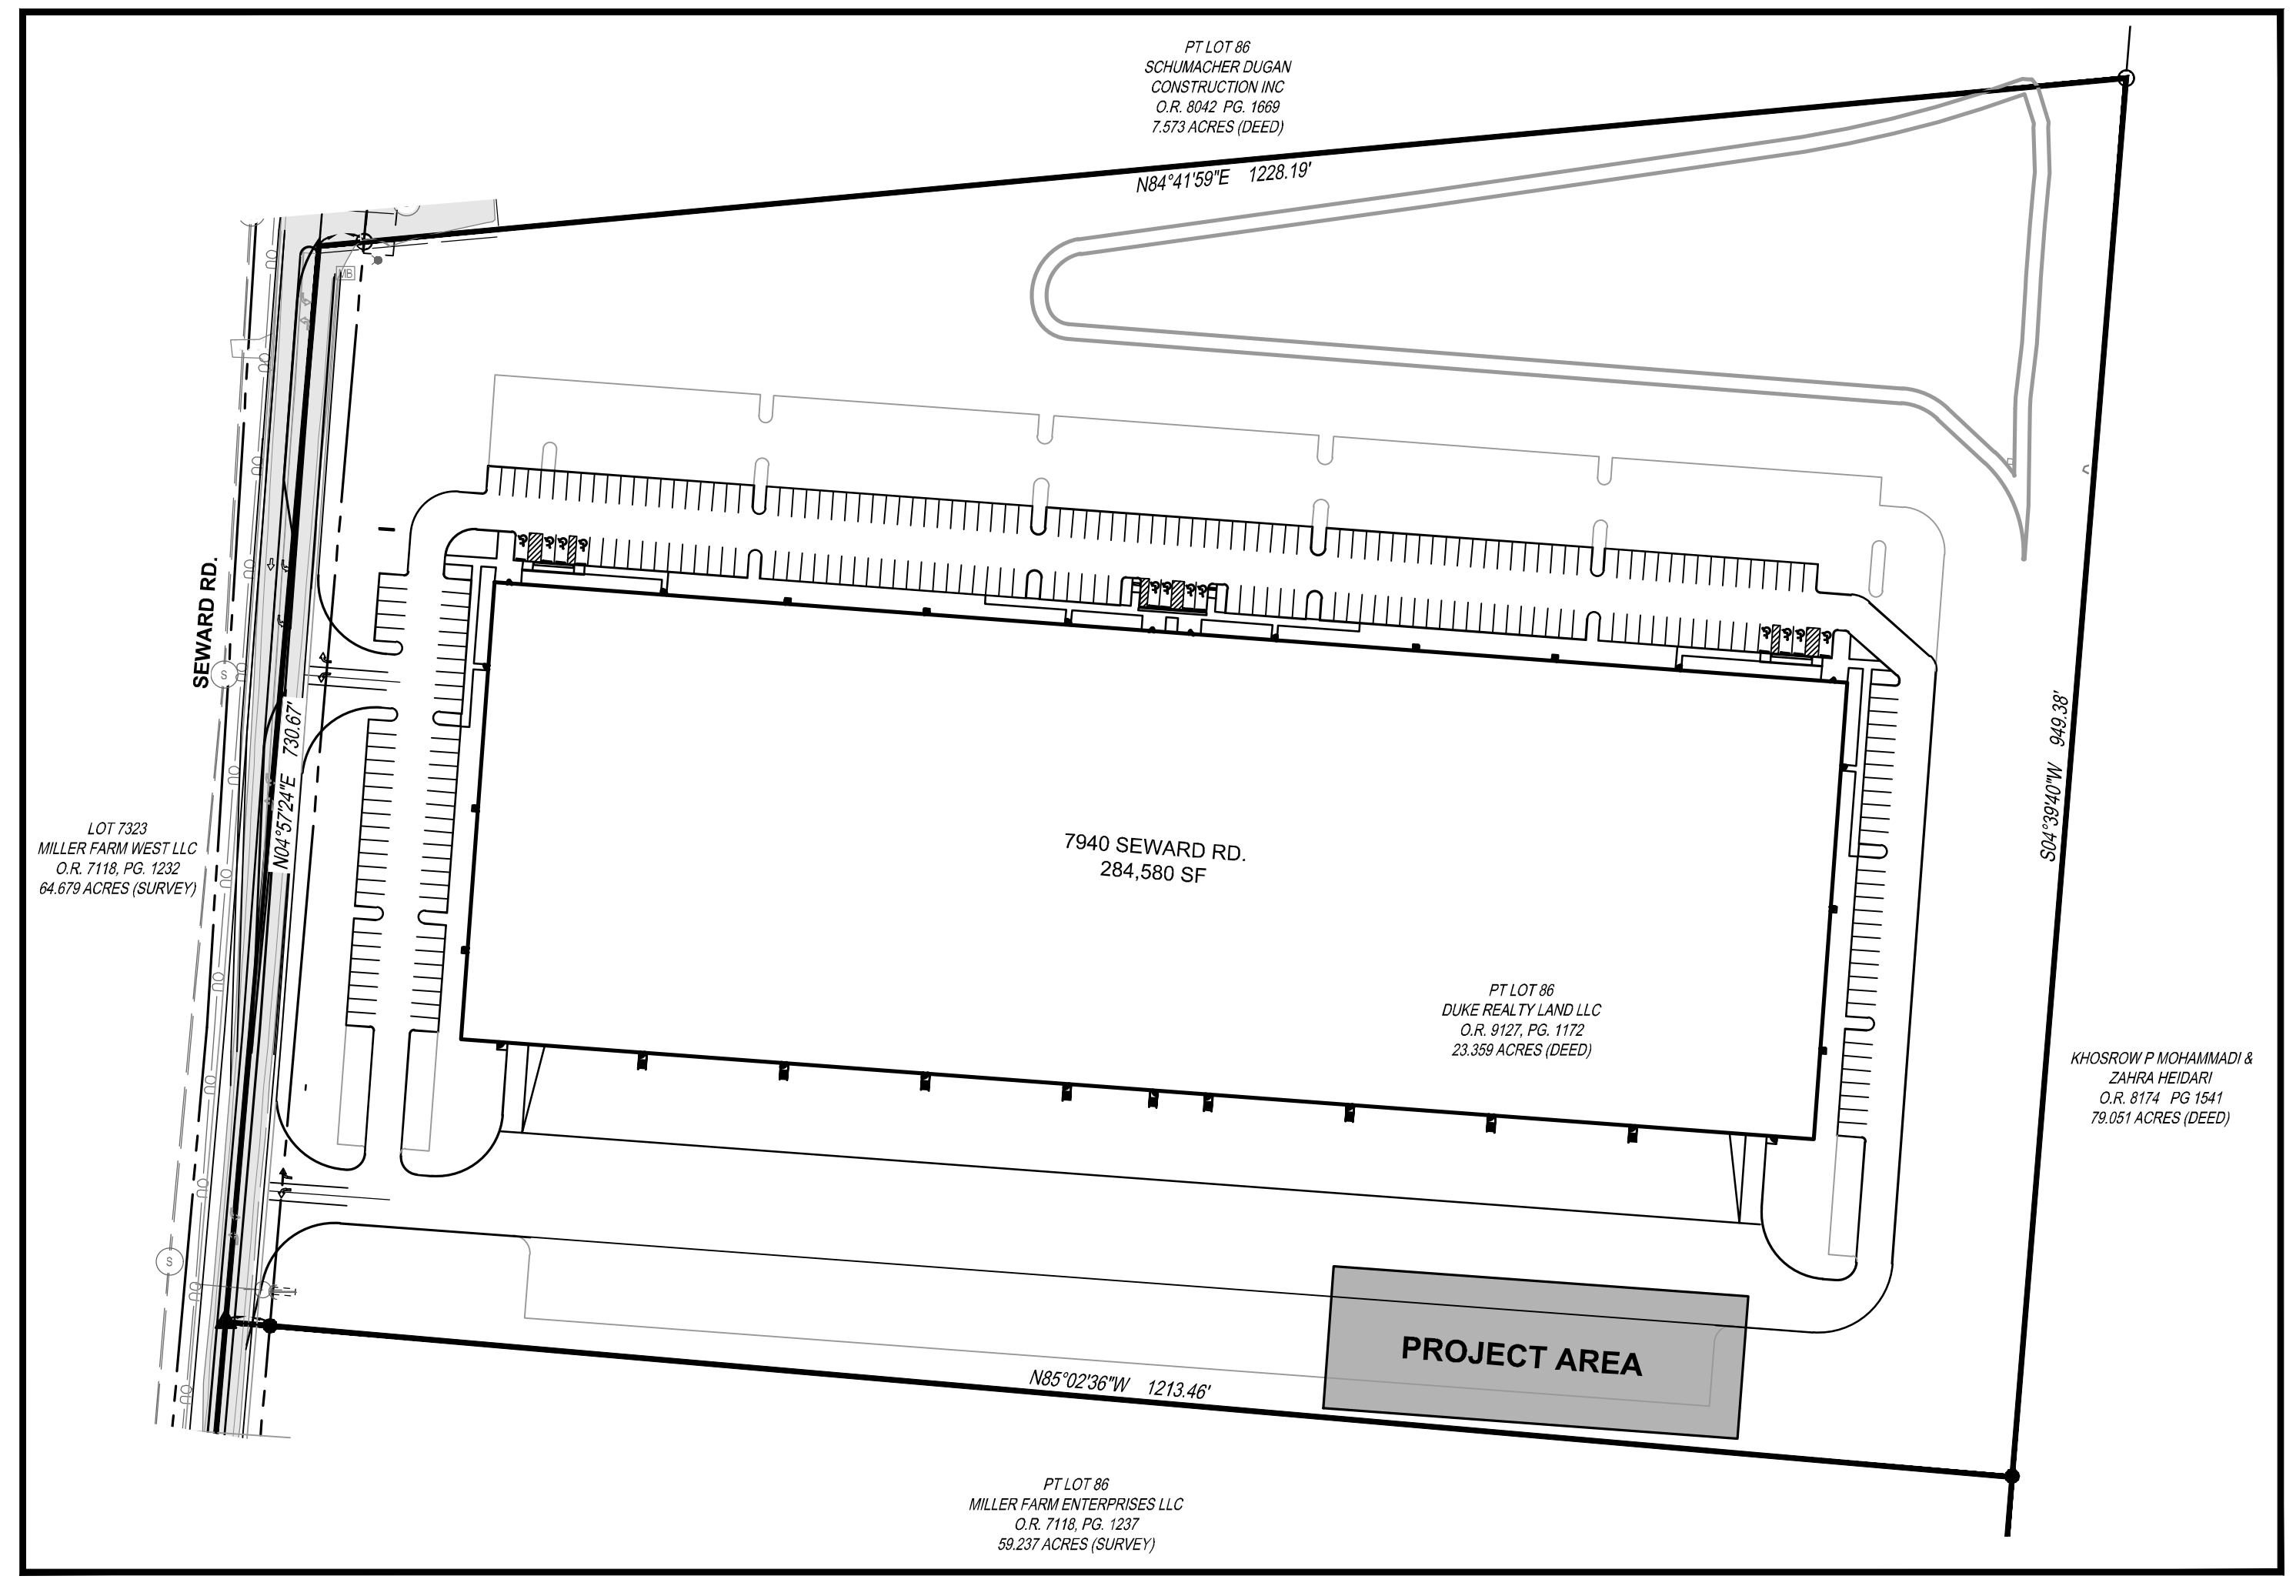 PT LOT 86
SCHUMACHER DUGAN
CONSTRUCTION INC
O.R. 8042 PG. 1669
7.573 ACRES (DEED)
N84°41'59"E 1228.19'
MB
SEWARD RD.
S
N04°57'24"E 730.67'
S04°39'40"W 949.38'
LOT 7323
MILLER FARM WEST LLC
O.R. 7118, PG. 1232
64.679 ACRES (SURVEY)
7940 SEWARD RD.
284,580 SF
PT LOT 86
DUKE REALTY LAND LLC
O.R. 9127, PG. 1172
23.359 ACRES (DEED)
KHOSROW P MOHAMMADI &
ZAHRA HEIDARI
O.R. 8174 PG 1541
79.051 ACRES (DEED)
S
PROJECT AREA
N85°02'36"W 1213.46'
PT LOT 86
MILLER FARM ENTERPRISES LLC
O.R. 7118, PG. 1237
59.237 ACRES (SURVEY)